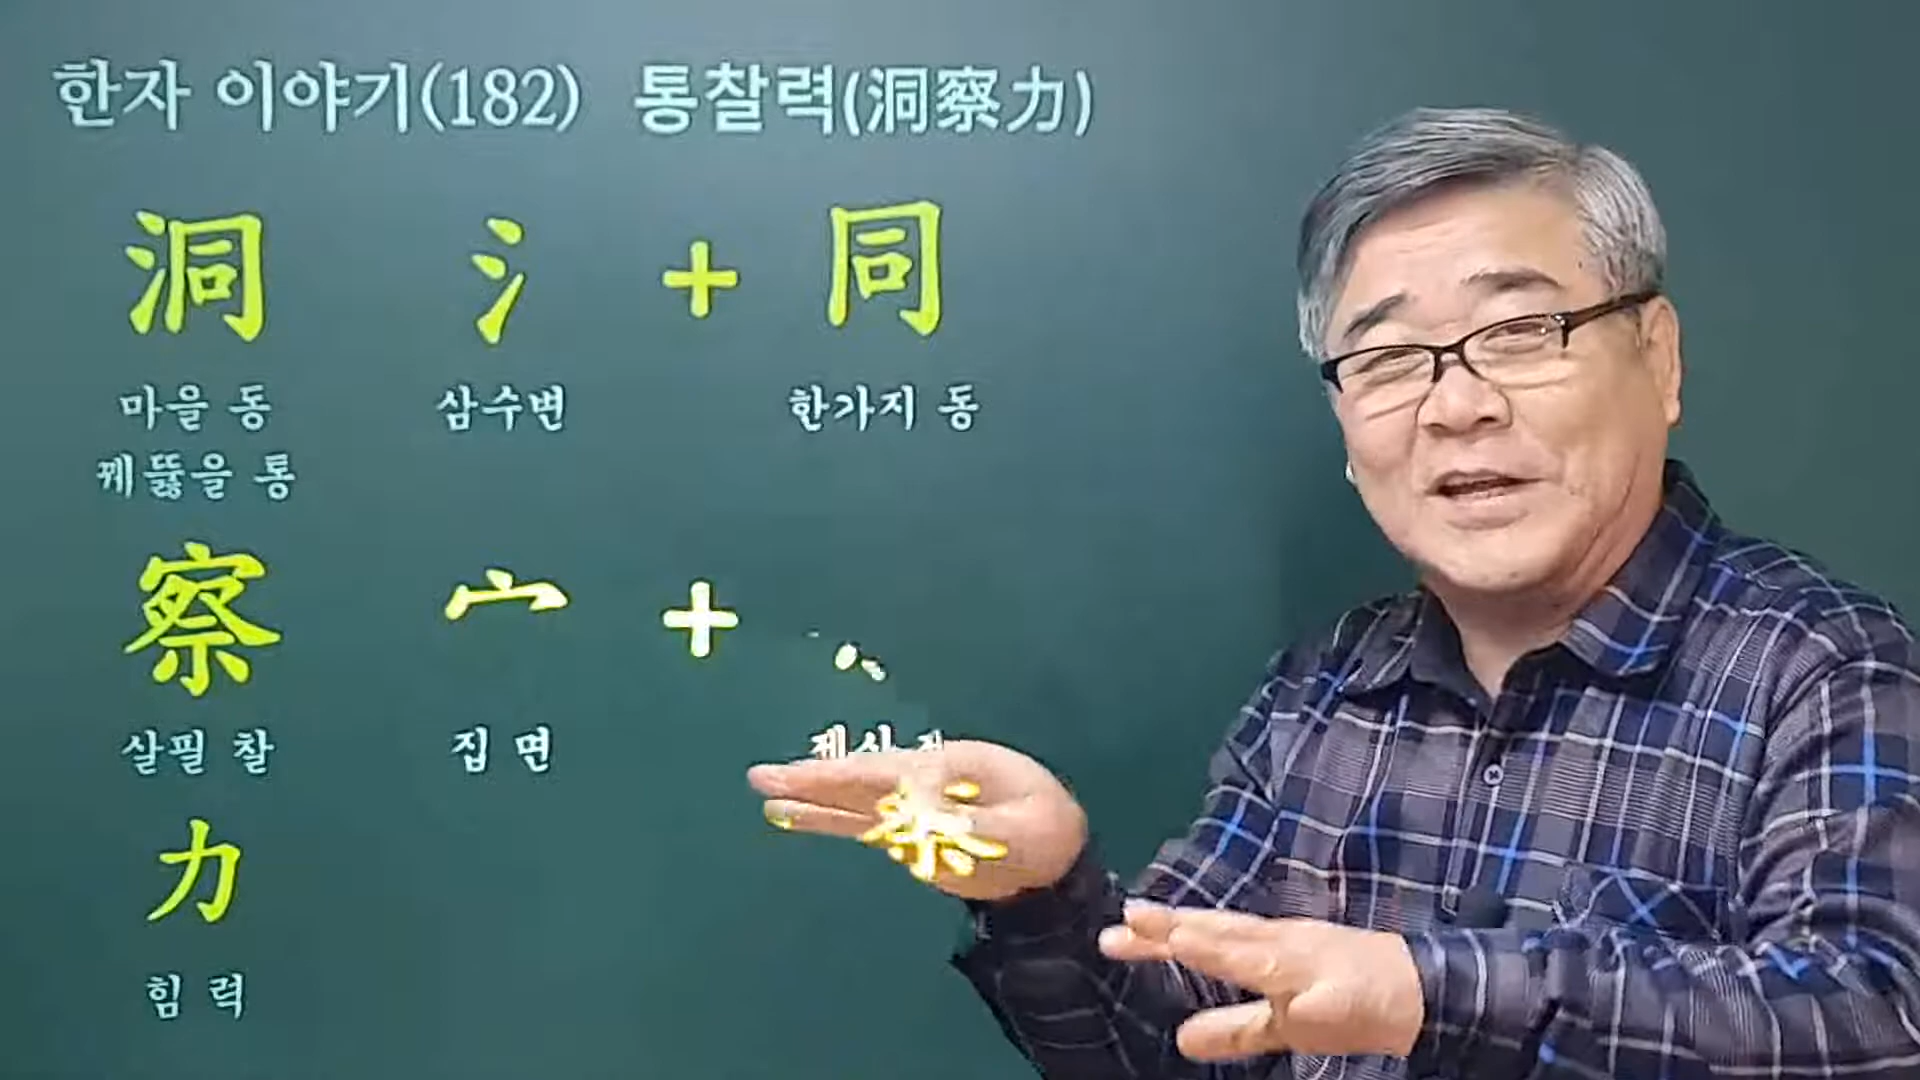 한자 이야기(182) 통찰력(洞察力)
洞 氵 + 同
마을 동 삼수변 한가지 동
꿰뚫을 통
察 宀 +
살필 찰 집 면 제사
力
힘 력